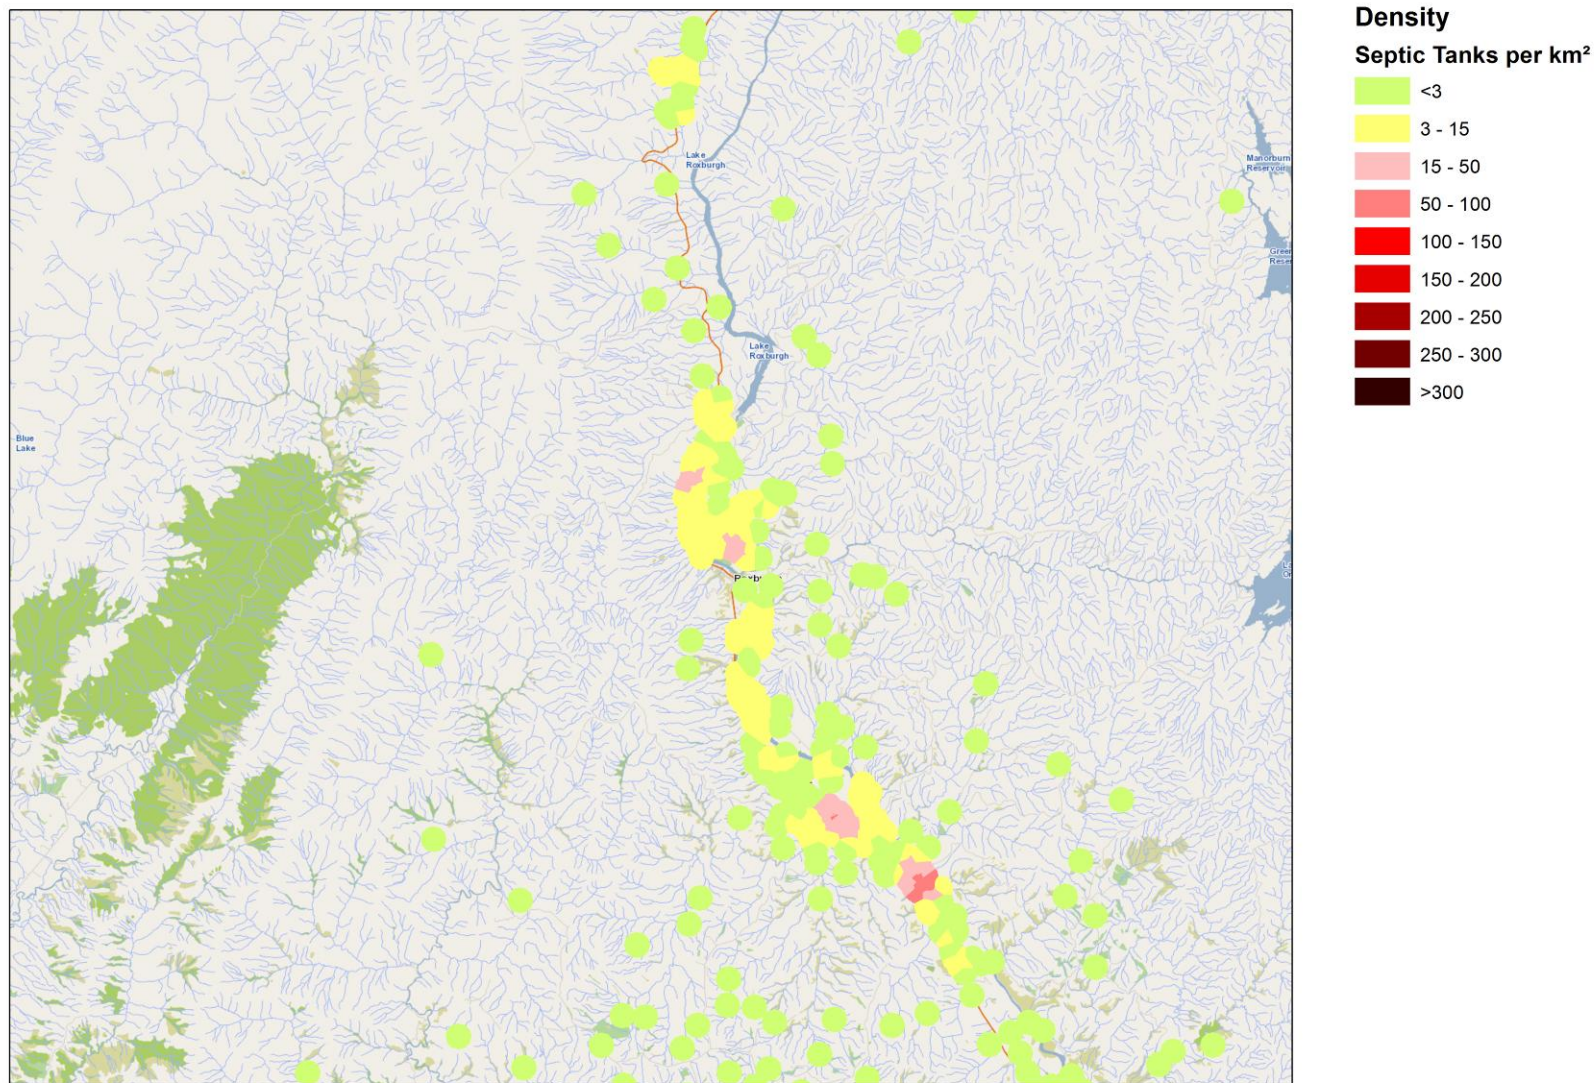 Density
Septic Tanks per km²
<3
3 - 15
15 - 50
50 - 100
100 - 150
150 - 200
200 - 250
250 - 300
>300
Lake
Roxburgh
Manorburn
Reservoir
Lake
Roxburgh
Blue
Lake